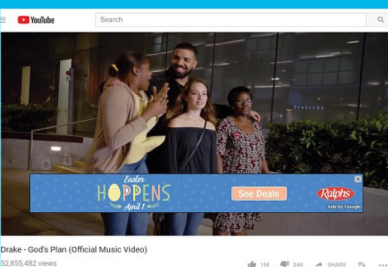 YouTube
Search
Easter
HOPPENS
April 1
See Deals
Ralphs
Ads by Google
Drake - God's Plan (Official Music Video)
52,855,482 views
1M
34K
SHARE